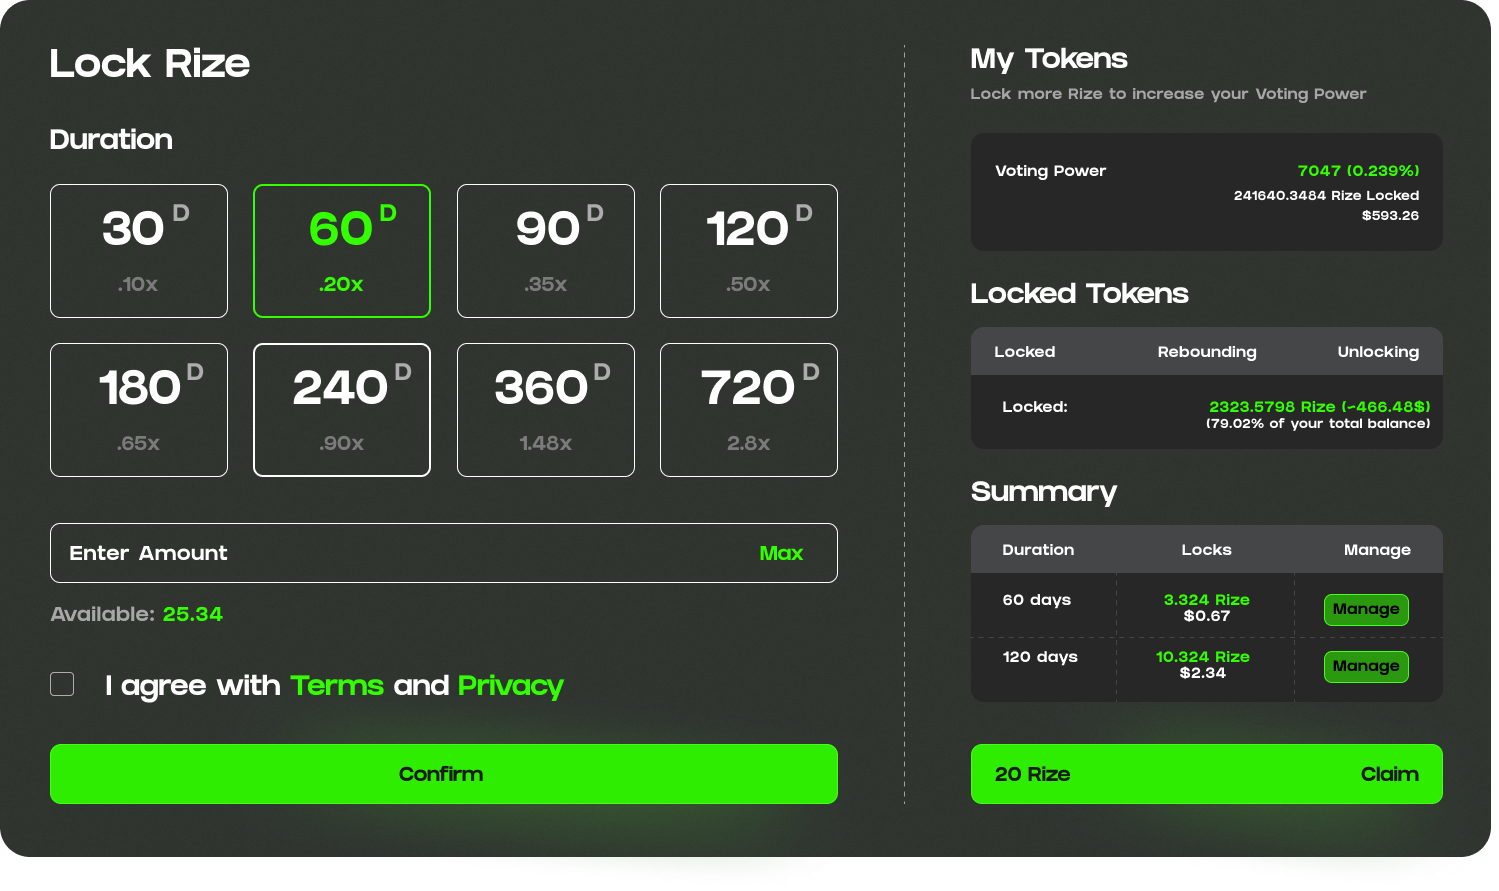 Lock Rize
Duration
30 D
.10x
60 D
.20x
90 D
.35x
120 D
.50x
180 D
.65x
240 D
.90x
360 D
1.48x
720 D
2.8x
Enter Amount Max
Available: 25.34
I agree with Terms and Privacy
Confirm
My Tokens
Lock more Rize to increase your Voting Power
Voting Power 7047 (0.239%)
241640.3484 Rize Locked
$593.26
Locked Tokens
Locked Rebounding Unlocking
Locked: 2323.5798 Rize (~466.48$)
(79.02% of your total balance)
Summary
Duration Locks Manage
60 days 3.324 Rize Manage
$0.67
120 days 10.324 Rize Manage
$2.34
20 Rize Claim